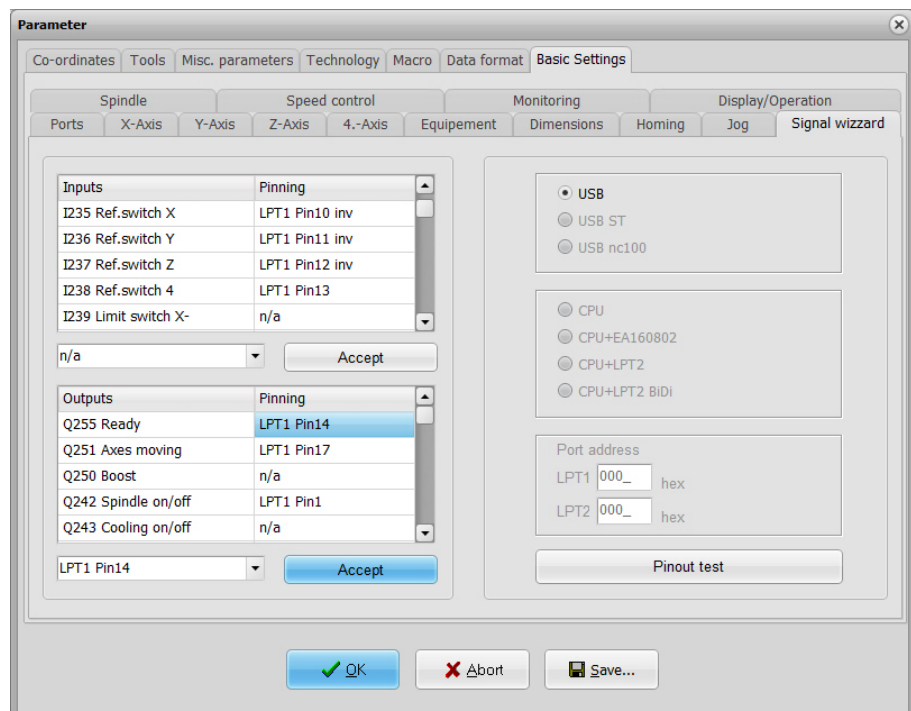 Parameter
Co-ordinates Tools Misc. parameters Technology Macro Data format Basic Settings
Spindle Speed control Monitoring Display/Operation
Ports X-Axis Y-Axis Z-Axis 4.-Axis Equipement Dimensions Homing Jog Signal wizzard
Inputs Pinning
I235 Ref.switch X LPT1 Pin10 inv
I236 Ref.switch Y LPT1 Pin11 inv
I237 Ref.switch Z LPT1 Pin12 inv
I238 Ref.switch 4 LPT1 Pin13
I239 Limit switch X- n/a
n/a Accept
Outputs Pinning
Q255 Ready LPT1 Pin14
Q251 Axes moving LPT1 Pin17
Q250 Boost n/a
Q242 Spindle on/off LPT1 Pin1
Q243 Cooling on/off n/a
LPT1 Pin14 Accept
USB
USB ST
USB nc100
CPU
CPU+EA160802
CPU+LPT2
CPU+LPT2 BiDi
Port address
LPT1 000_ hex
LPT2 000_ hex
Pinout test
OK Abort Save...